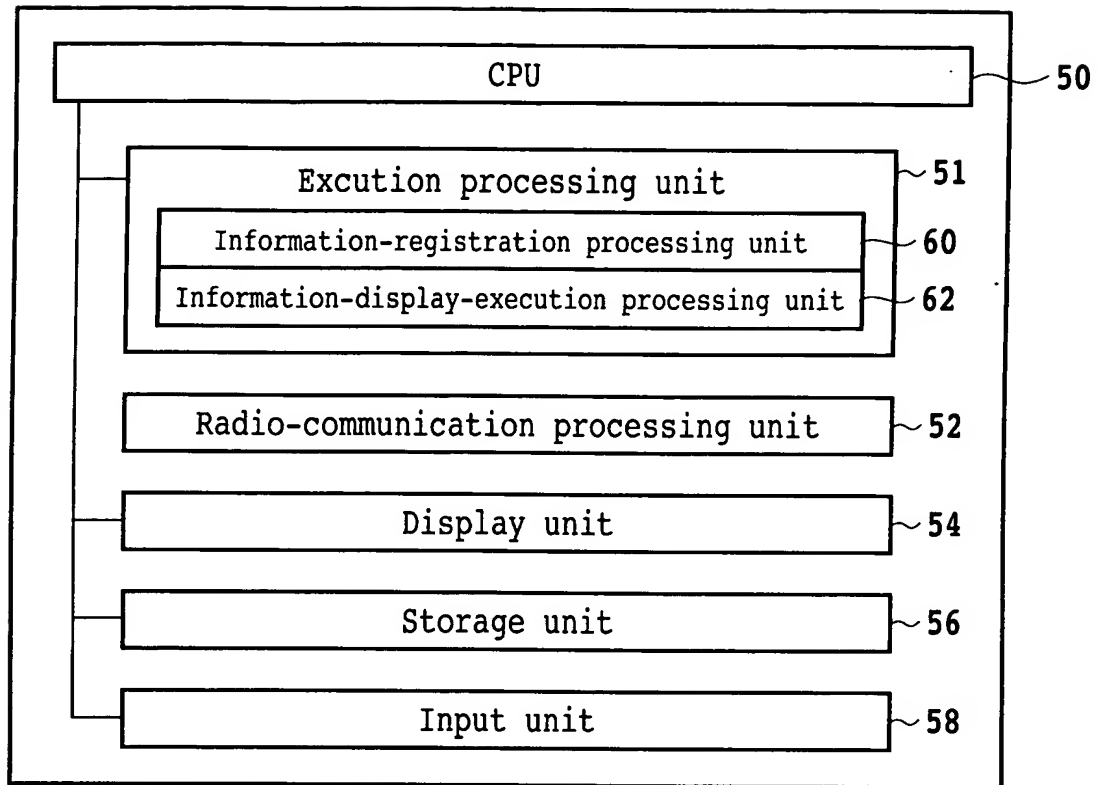 CPU 50
Excution processing unit 51
Information-registration processing unit 60
Information-display-execution processing unit 62
Radio-communication processing unit 52
Display unit 54
Storage unit 56
Input unit 58